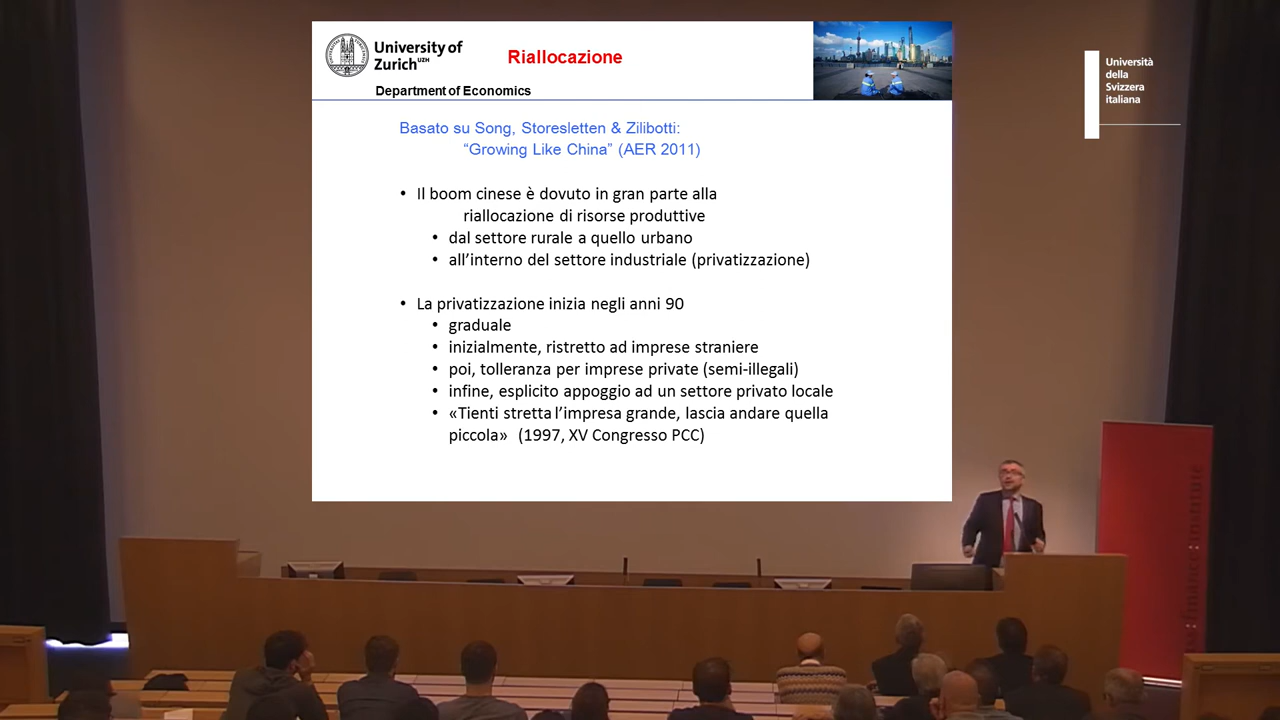 University of
Zurich UZH
Riallocazione
Department of Economics
Università
della
Svizzera
italiana
Basato su Song, Storesletten & Zilibotti:
“Growing Like China” (AER 2011)
• Il boom cinese è dovuto in gran parte alla
riallocazione di risorse produttive
• dal settore rurale a quello urbano
• all’interno del settore industriale (privatizzazione)
• La privatizzazione inizia negli anni 90
• graduale
• inizialmente, ristretto ad imprese straniere
• poi, tolleranza per imprese private (semi-illegali)
• infine, esplicito appoggio ad un settore privato locale
• «Tienti stretta l’impresa grande, lascia andare quella
piccola» (1997, XV Congresso PCC)
finance institute